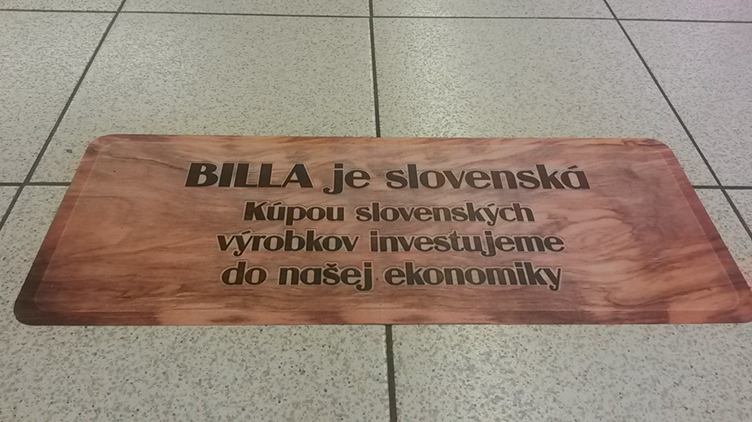 BILLA je slovenská
Kúpou slovenských
výrobkov investujeme
do našej ekonomiky